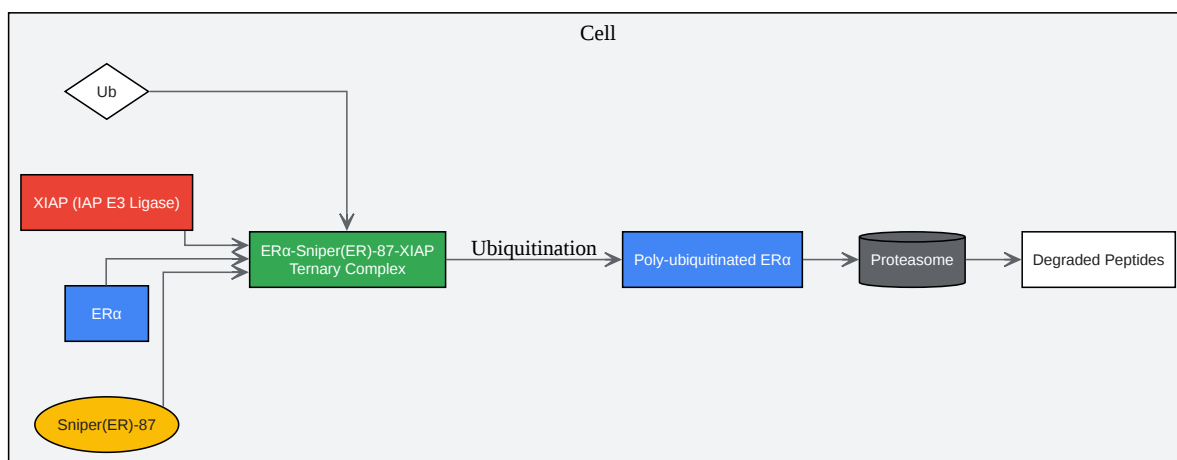 Cell
Ub
XIAP (IAP E3 Ligase)
ERα-Sniper(ER)-87-XIAP
Ternary Complex
Ubiquitination
Poly-ubiquitinated ERα
Proteasome
Degraded Peptides
ERα
Sniper(ER)-87